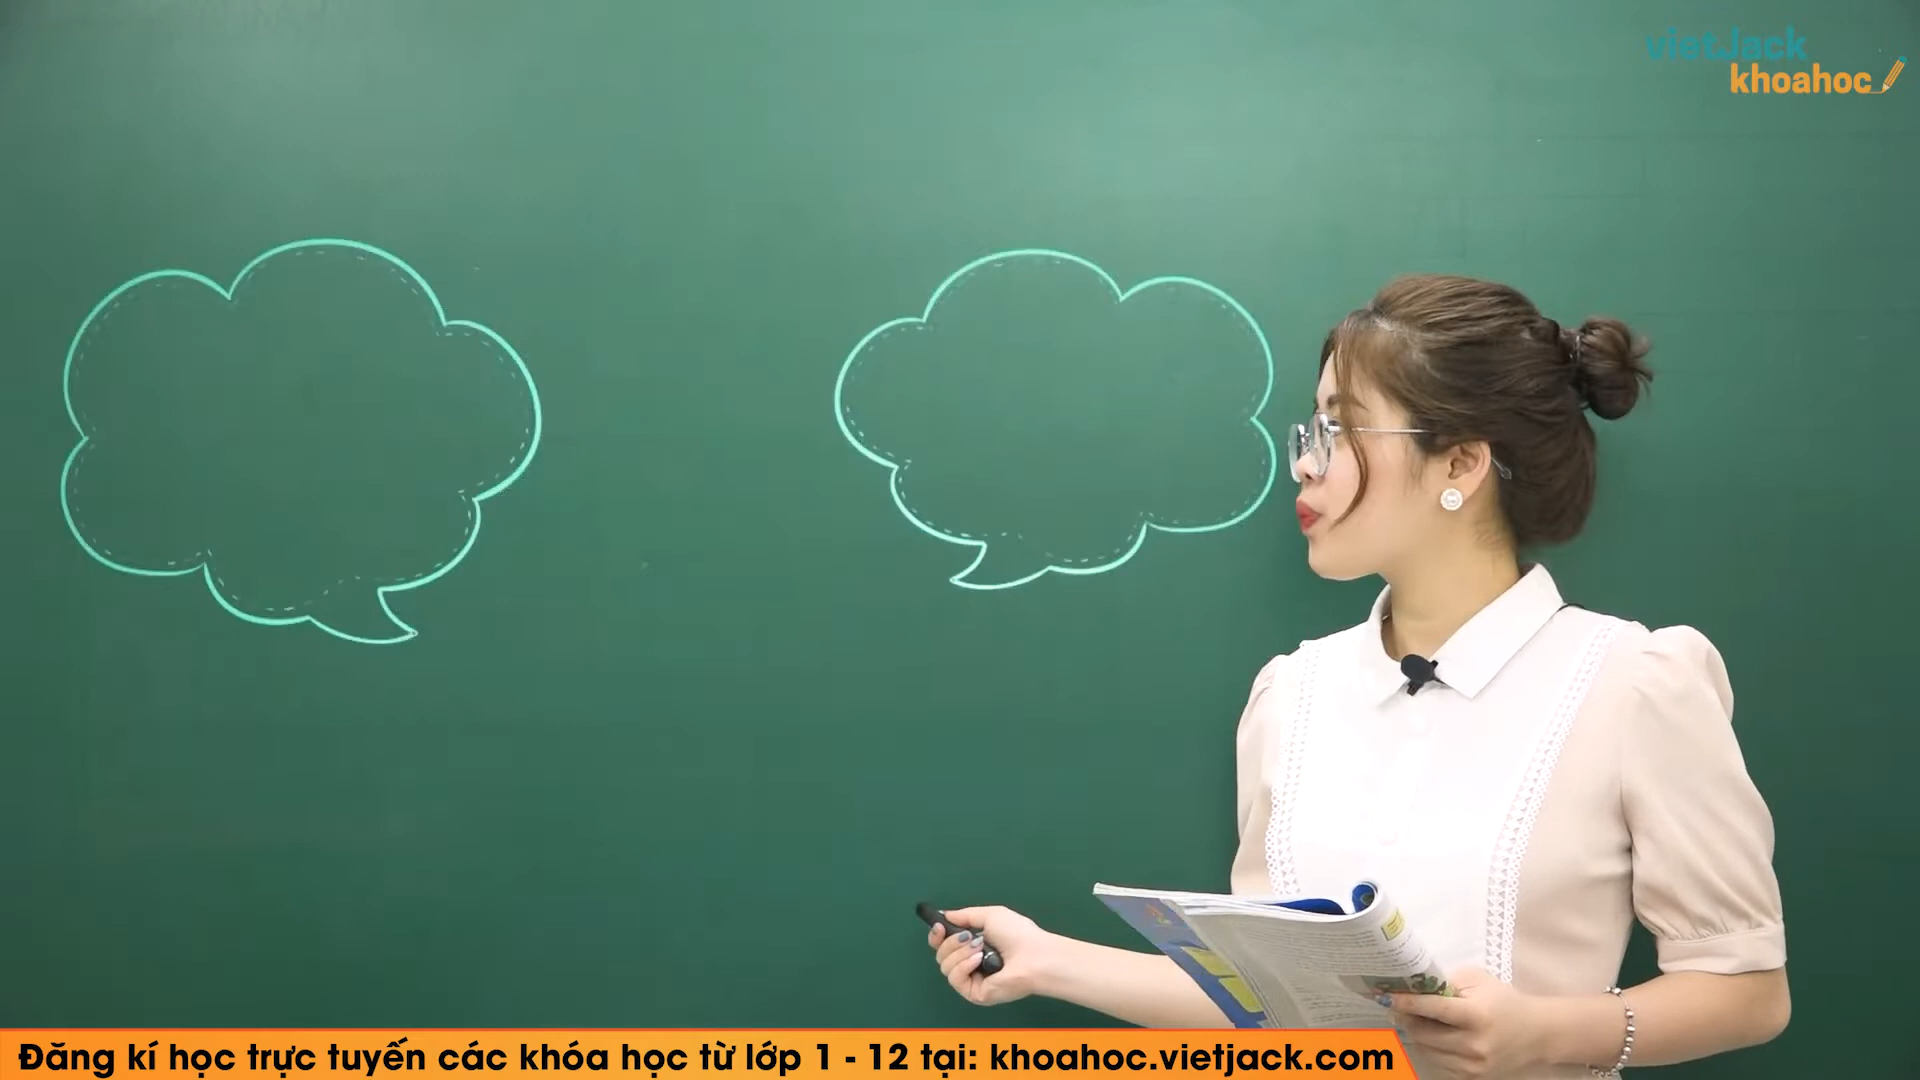 vietJack
khoahoc
Đăng kí học trực tuyến các khóa học từ lớp 1 - 12 tại: khoahoc.vietjack.com